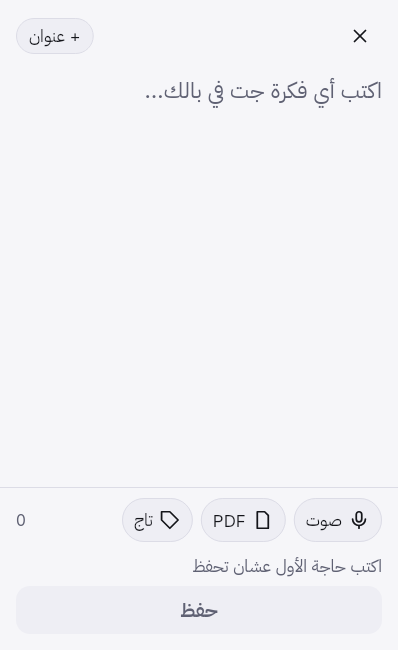 + عنوان
اكتب أي فكرة جت في بالك...
صوت PDF تاج 0
اكتب حاجة الأول عشان تحفظ
حفظ